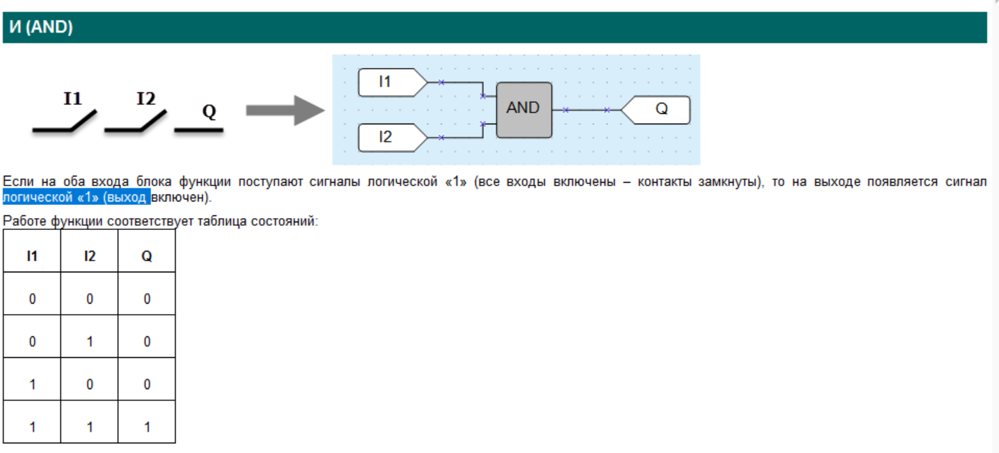 И (AND)
I1 I2 Q
I1
AND
Q
I2
Если на оба входа блока функции поступают сигналы логической «1» (все входы включены – контакты замкнуты), то на выходе появляется сигнал
логической «1» (выход включен).
Работе функции соответствует таблица состояний:
I1 I2 Q
0 0 0
0 1 0
1 0 0
1 1 1